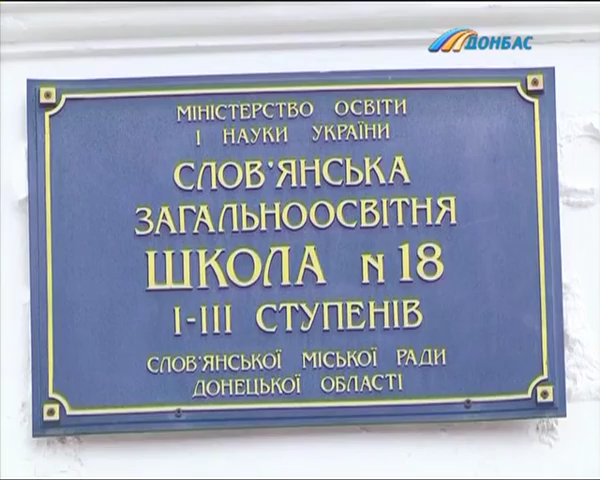 ДОНБАС
МІНІСТЕРСТВО ОСВІТИ
І НАУКИ УКРАЇНИ
СЛОВ'ЯНСЬКА
ЗАГАЛЬНООСВІТНЯ
ШКОЛА N 18
І-ІІІ СТУПЕНІВ
СЛОВ'ЯНСЬКОЇ МІСЬКОЇ РАДИ
ДОНЕЦЬКОЇ ОБЛАСТІ